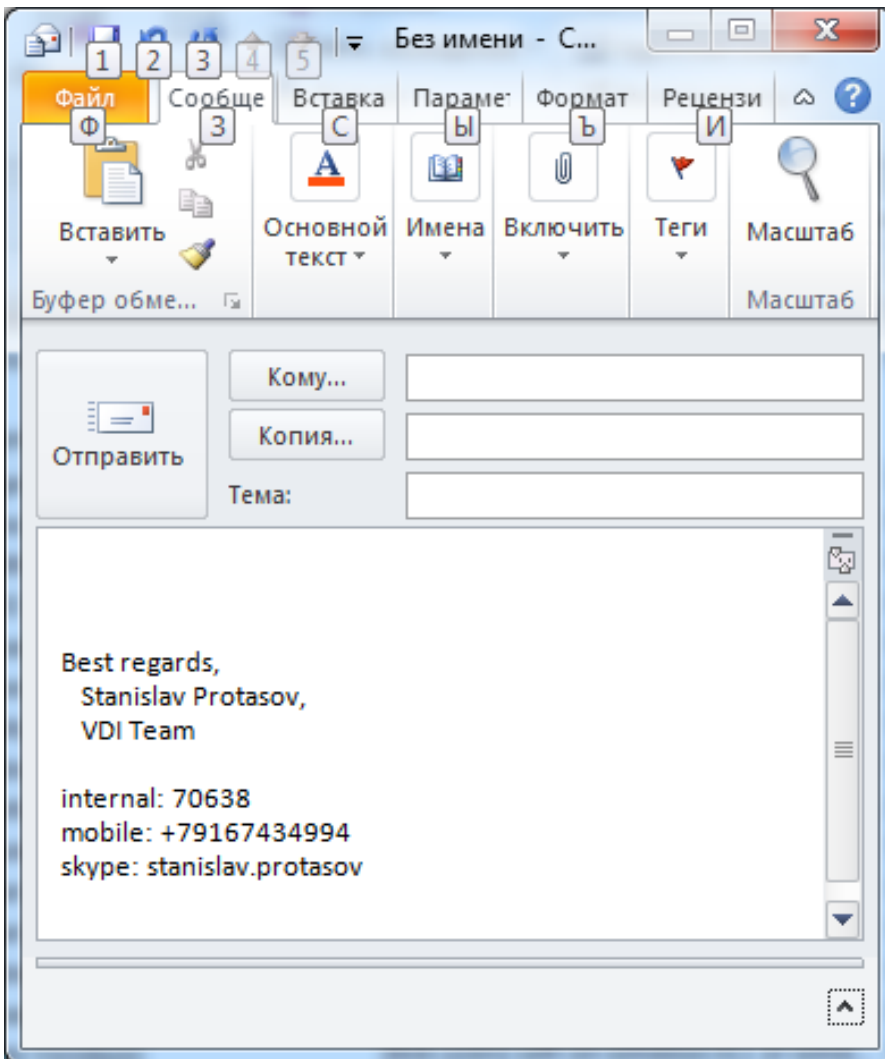 Без имени - С...
1 2 3 4 5
Файл Сообще Вставка Параме Формат Рецензи
Ф З С Ы Ъ И
Вставить
Основной текст
Имена
Включить
Теги
Масштаб
Буфер обме...
Масштаб
Отправить
Кому...
Копия...
Тема:
Best regards,
Stanislav Protasov,
VDI Team
internal: 70638
mobile: +79167434994
skype: stanislav.protasov